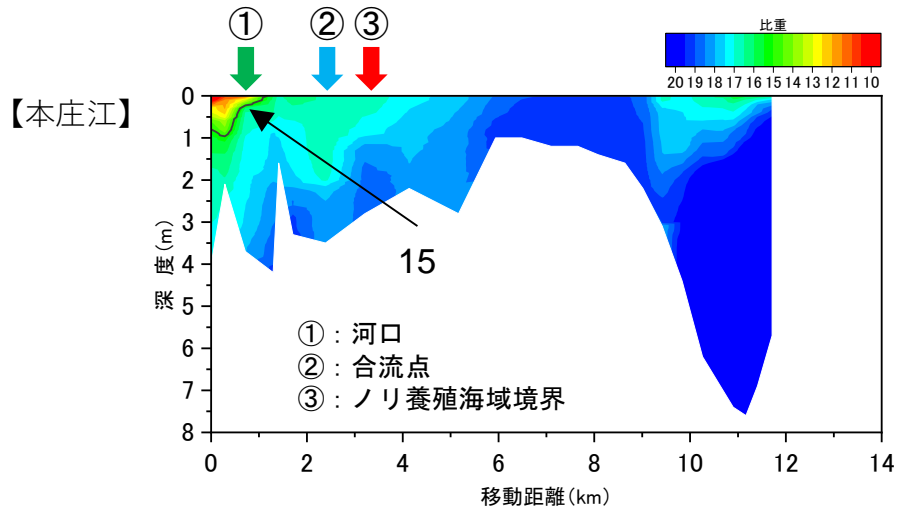 ① ② ③
比重
20 19 18 17 16 15 14 13 12 11 10
【本庄江】
0
1
2
3
4
5
6
7
8
深 度(m)
15
①：河口
②：合流点
③：ノリ養殖海域境界
0 2 4 6 8 10 12 14
移動距離(km)